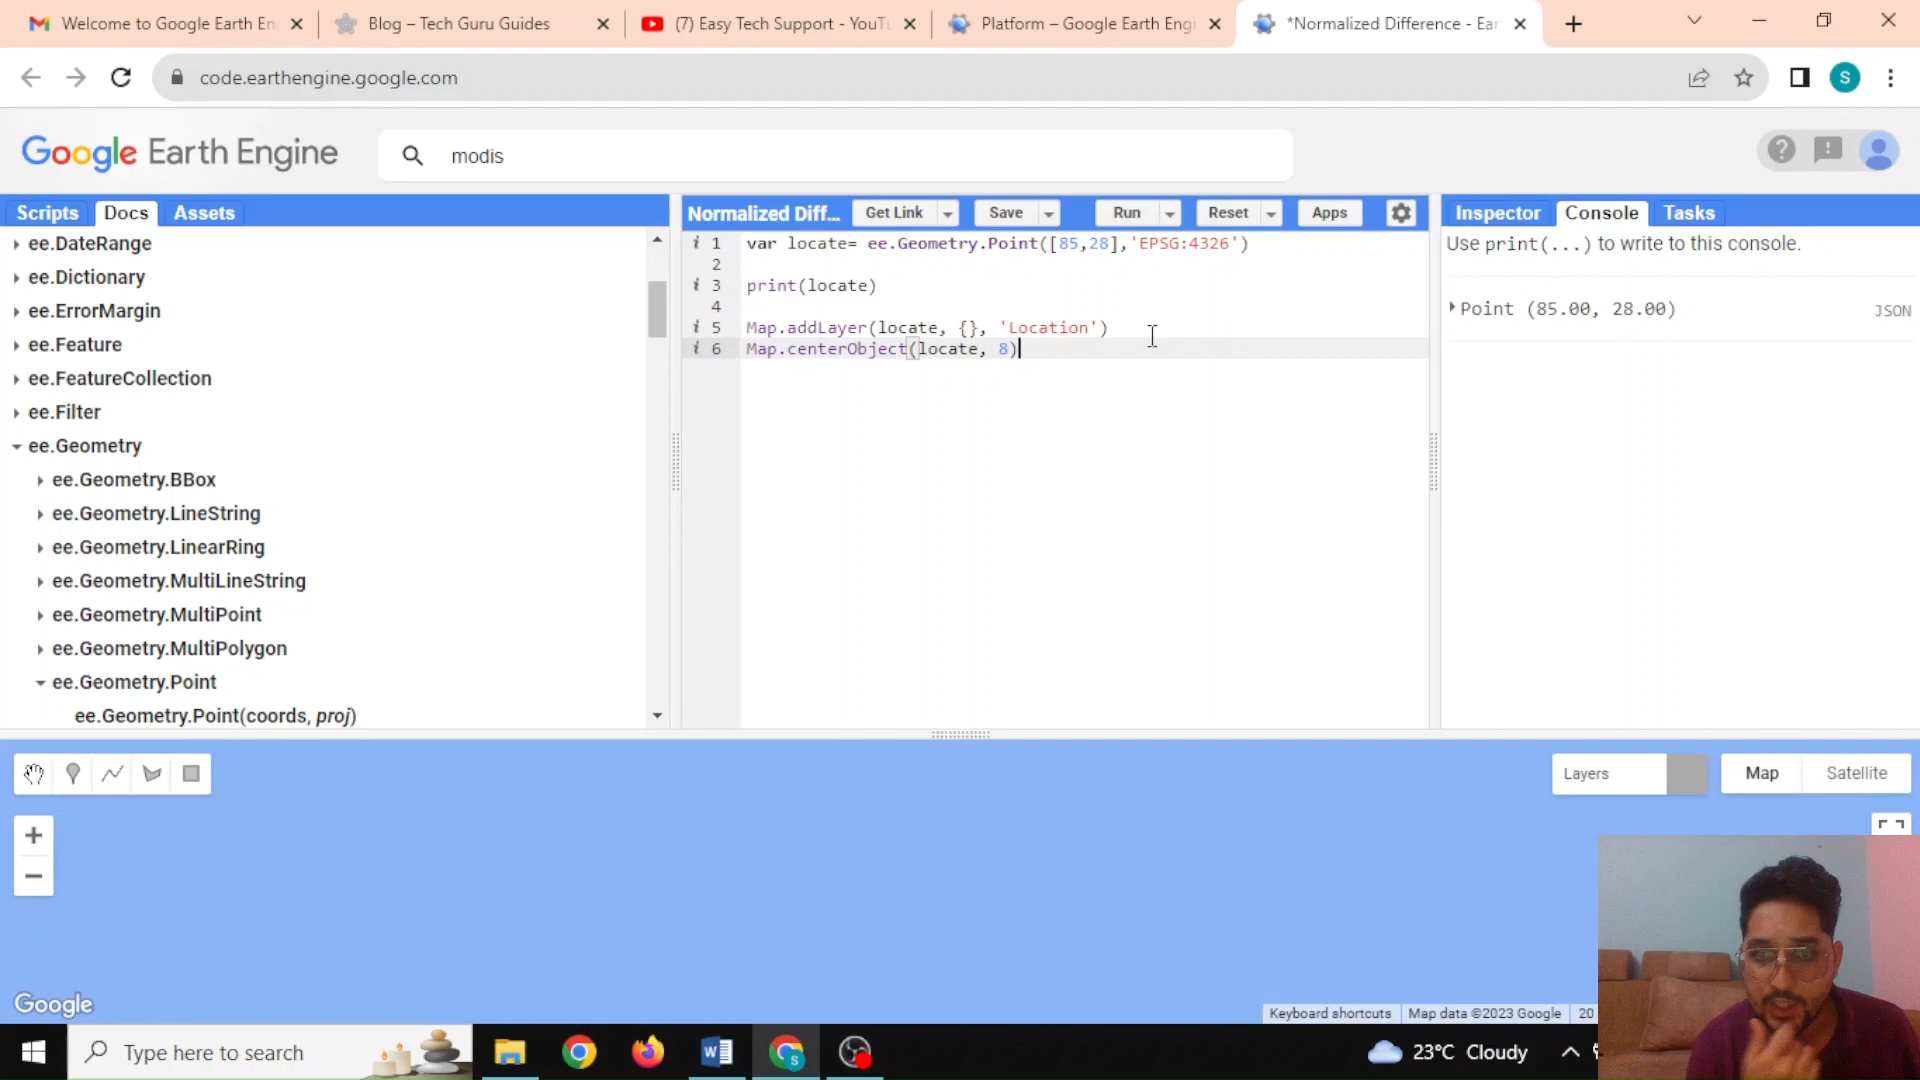 Welcome to Google Earth En
Blog – Tech Guru Guides
(7) Easy Tech Support - YouTu
Platform – Google Earth Engi
*Normalized Difference - Ear
code.earthengine.google.com
S
Google Earth Engine
modis
Scripts
Docs
Assets
ee.DateRange
ee.Dictionary
ee.ErrorMargin
ee.Feature
ee.FeatureCollection
ee.Filter
ee.Geometry
ee.Geometry.BBox
ee.Geometry.LineString
ee.Geometry.LinearRing
ee.Geometry.MultiLineString
ee.Geometry.MultiPoint
ee.Geometry.MultiPolygon
ee.Geometry.Point
ee.Geometry.Point(coords, proj)
Normalized Diff...
Get Link
Save
Run
Reset
Apps
i 1 var locate= ee.Geometry.Point([85,28],'EPSG:4326')
2
i 3 print(locate)
4
i 5 Map.addLayer(locate, {}, 'Location')
i 6 Map.centerObject(locate, 8)
Inspector
Console
Tasks
Use print(...) to write to this console.
Point (85.00, 28.00)
JSON
Layers
Map
Satellite
Google
Keyboard shortcuts
Map data ©2023 Google
20
Type here to search
23°C Cloudy